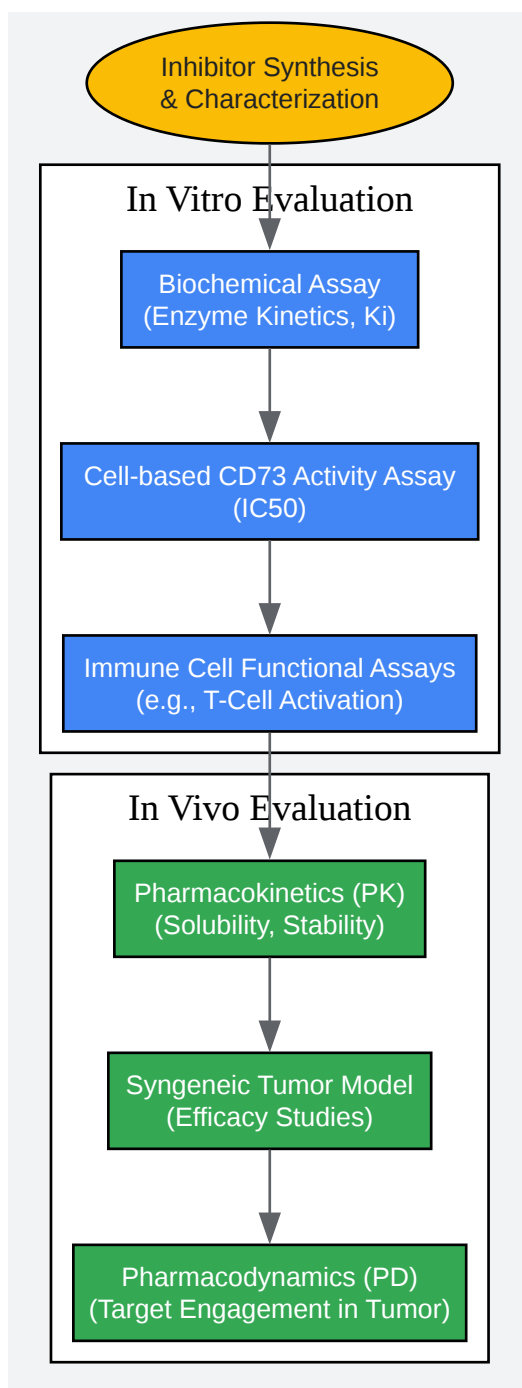 Inhibitor Synthesis
& Characterization
In Vitro Evaluation
Biochemical Assay
(Enzyme Kinetics, Ki)
Cell-based CD73 Activity Assay
(IC50)
Immune Cell Functional Assays
(e.g., T-Cell Activation)
In Vivo Evaluation
Pharmacokinetics (PK)
(Solubility, Stability)
Syngeneic Tumor Model
(Efficacy Studies)
Pharmacodynamics (PD)
(Target Engagement in Tumor)